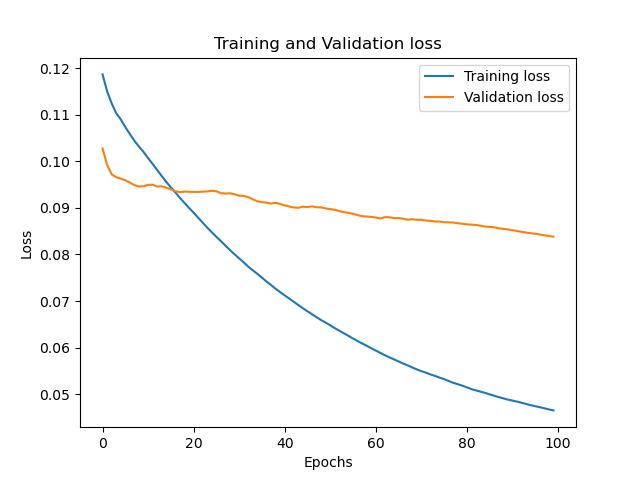 Training and Validation loss
Training loss
Validation loss
0.12
0.11
0.10
0.09
0.08
0.07
0.06
0.05
Loss
0 20 40 60 80 100
Epochs